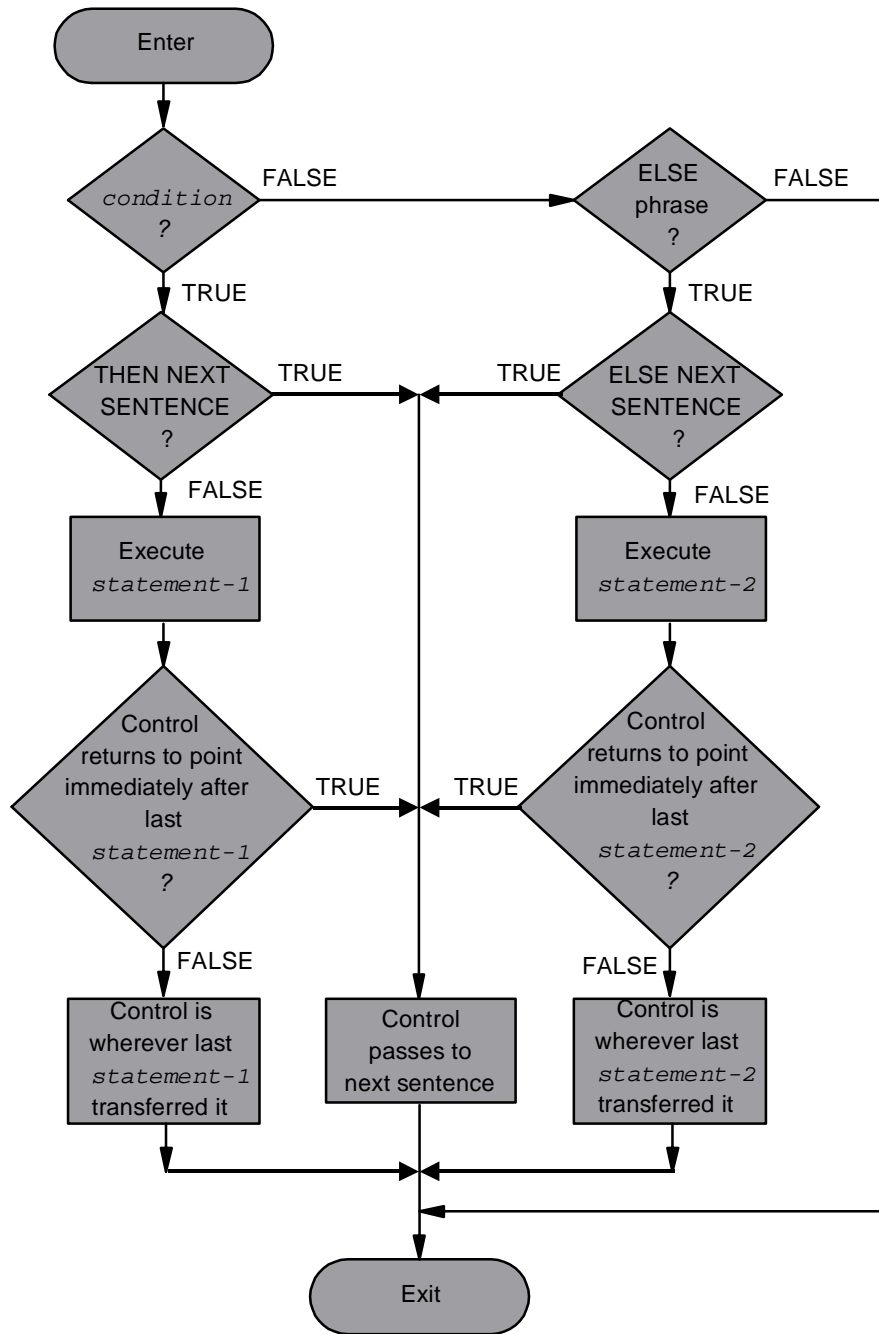 Enter
condition
?
FALSE
ELSE
phrase
?
FALSE
TRUE
TRUE
THEN NEXT
SENTENCE
?
TRUE
TRUE
ELSE NEXT
SENTENCE
?
FALSE
FALSE
Execute
statement-1
Execute
statement-2
Control
returns to point
immediately after
last
statement-1
?
TRUE
TRUE
Control
returns to point
immediately after
last
statement-2
?
FALSE
FALSE
Control is
wherever last
statement-1
transferred it
Control
passes to
next sentence
Control is
wherever last
statement-2
transferred it
Exit